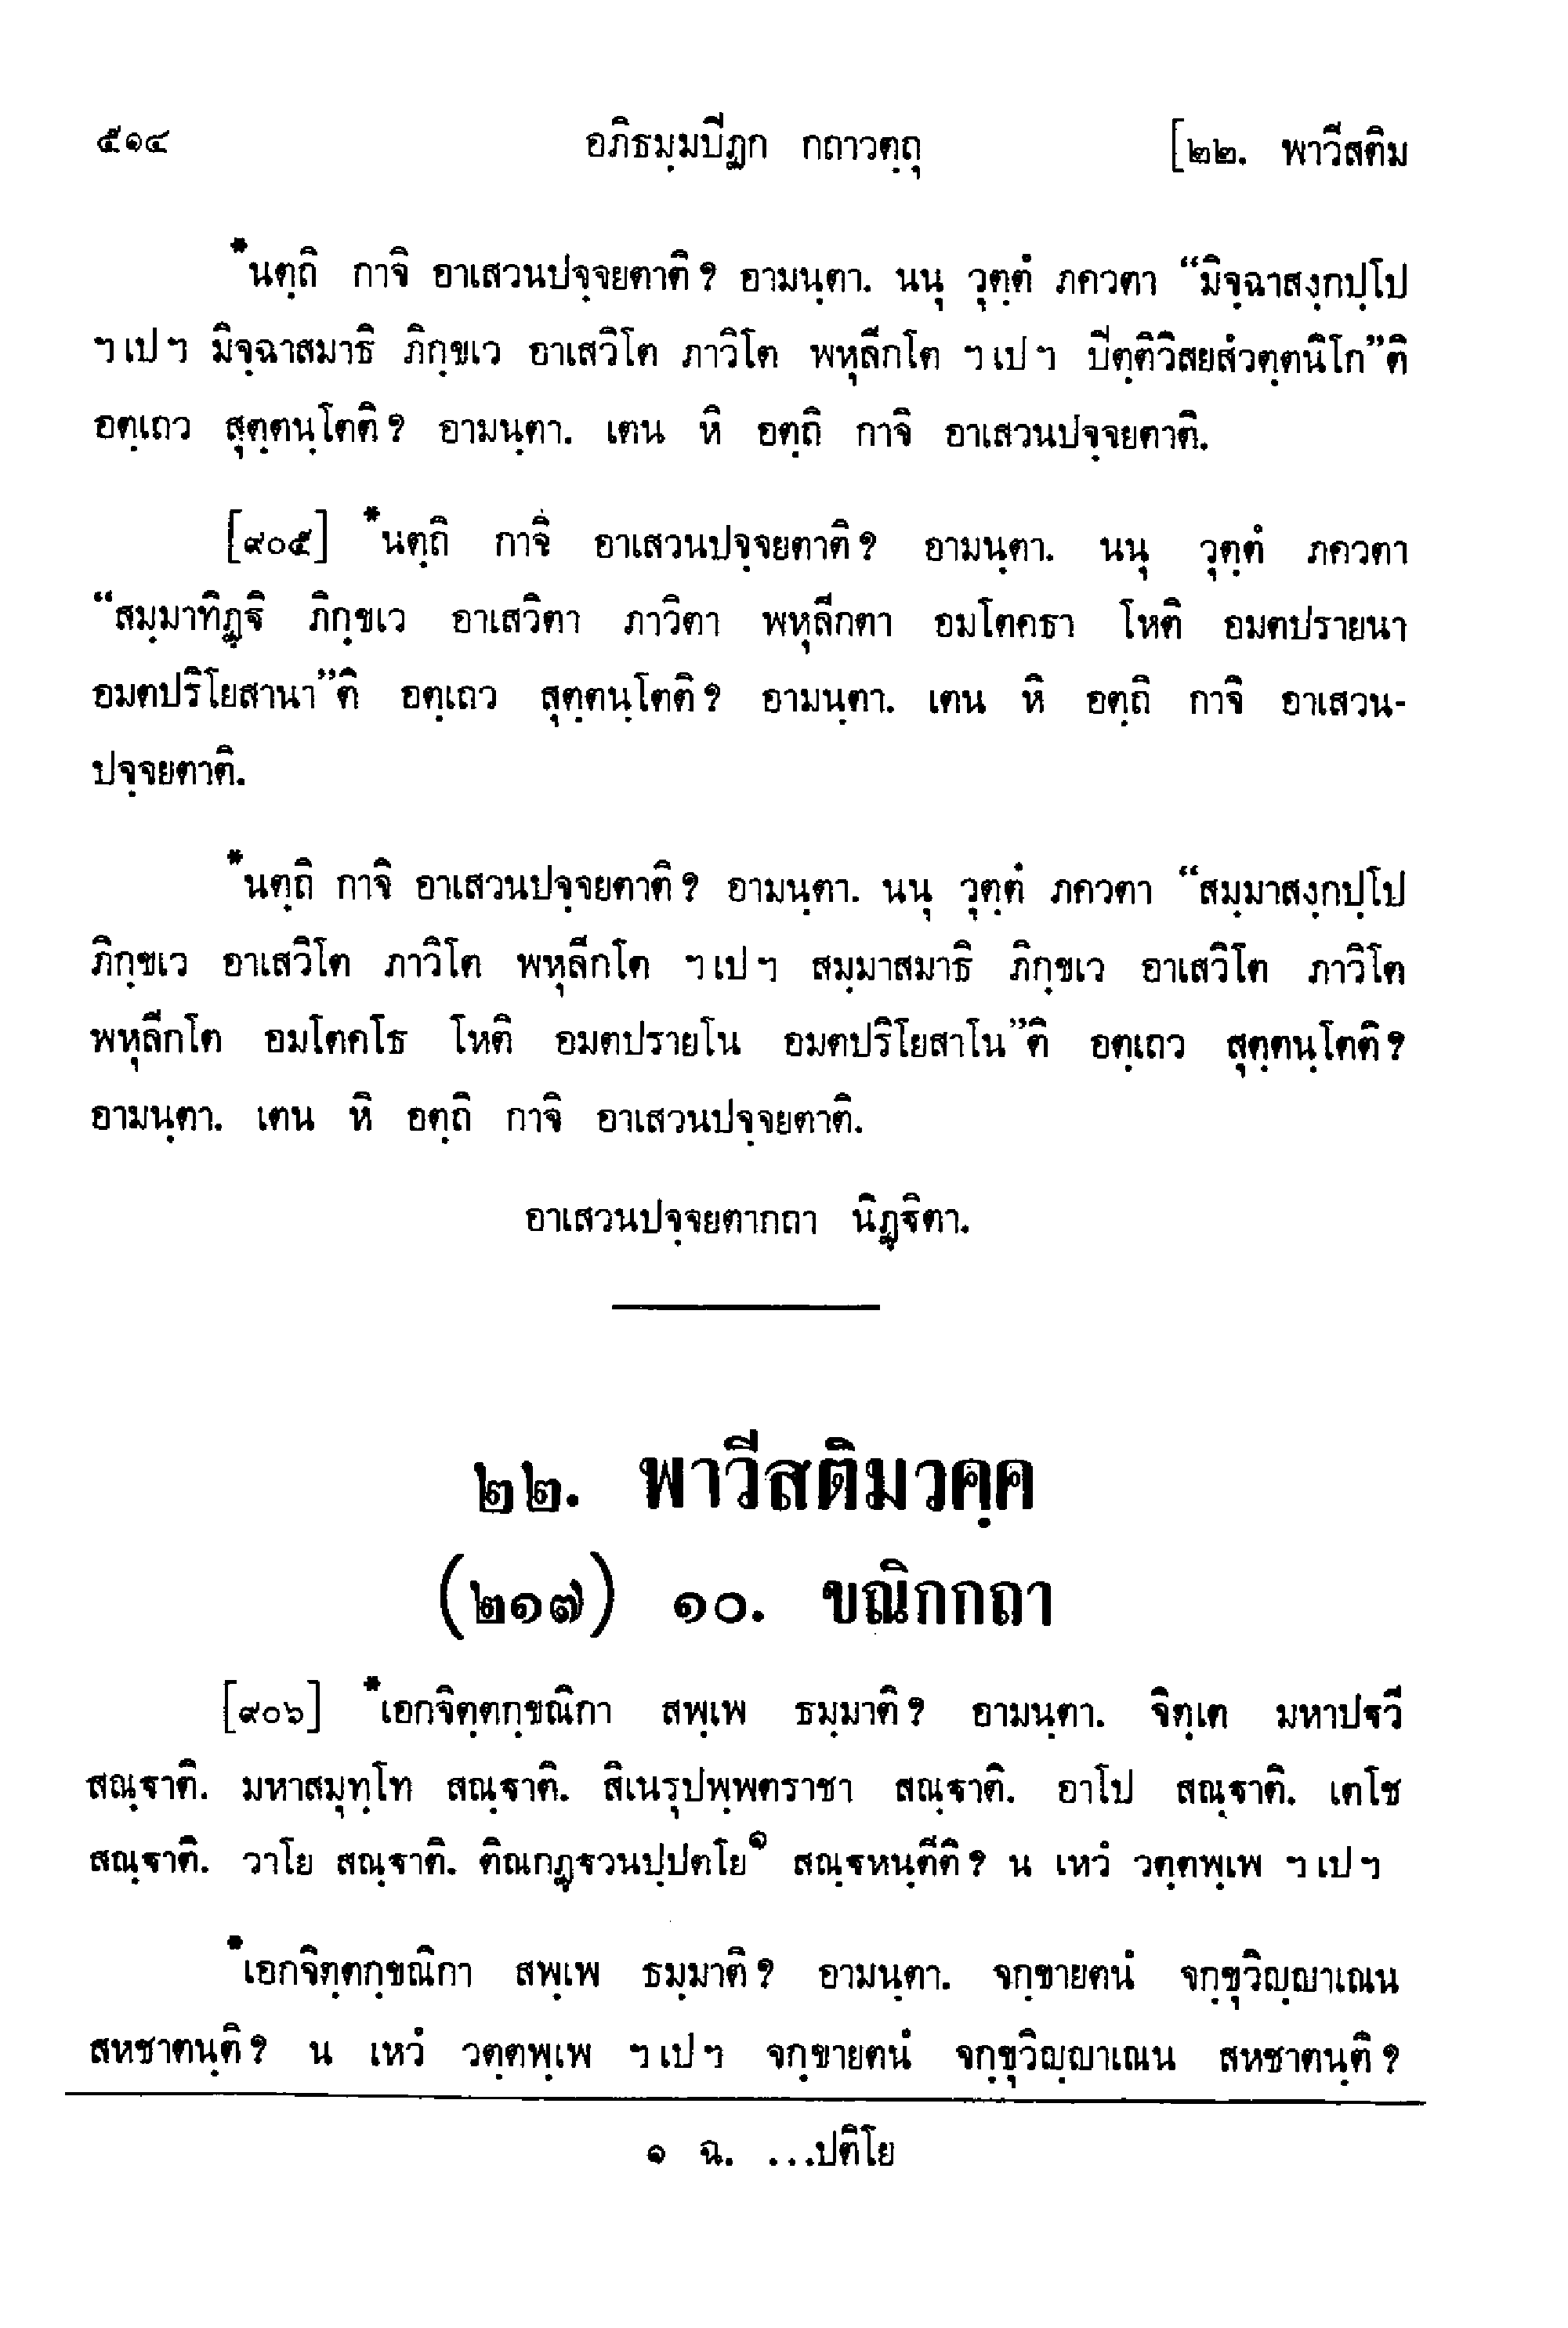 ๕๑๔ อภิธมฺมปิฏก กถาวตฺถุ [๒๒. พาวีสติม
*นตฺถิ กาจิ อาเสวนปจฺจยตาติ? อามนฺตา. นนุ วุตฺตํ ภควตา “มิจฺฉาสงฺกปฺโป
ฯเปฯ มิจฺฉาสมาธิ ภิกฺขเว อาเสวิโต ภาวิโต พหุลีกโต ฯเปฯ ปิตฺติวิสยสํวตฺตนิโก”ติ
อตฺเถว สุตฺตนฺโตติ? อามนฺตา. เตน หิ อตฺถิ กาจิ อาเสวนปจฺจยตาติ.
[๙๐๕] *นตฺถิ กาจิ อาเสวนปจฺจยตาติ? อามนฺตา. นนุ วุตฺตํ ภควตา
“สมฺมาทิฏฺฐิ ภิกฺขเว อาเสวิตา ภาวิตา พหุลีกตา อมโตคธา โหติ อมตปรายนา
อมตปริโยสานา”ติ อตฺเถว สุตฺตนฺโตติ? อามนฺตา. เตน หิ อตฺถิ กาจิ อาเสวน-
ปจฺจยตาติ.
*นตฺถิ กาจิ อาเสวนปจฺจยตาติ? อามนฺตา. นนุ วุตฺตํ ภควตา “สมฺมาสงฺกปฺโป
ภิกฺขเว อาเสวิโต ภาวิโต พหุลีกโต ฯเปฯ สมฺมาสมาธิ ภิกฺขเว อาเสวิโต ภาวิโต
พหุลีกโต อมโตคโธ โหติ อมตปรายโน อมตปริโยสาโน”ติ อตฺเถว สุตฺตนฺโตติ?
อามนฺตา. เตน หิ อตฺถิ กาจิ อาเสวนปจฺจยตาติ.
อาเสวนปจฺจยตากถา นิฏฺฐิตา.
๒๒. พาวีสติมวคฺค
(๒๑๗) ๑๐. ขณิกกถา
[๙๐๖] *เอกจิตฺตกฺขณิกา สพฺเพ ธมฺมาติ? อามนฺตา. จิตฺเต มหาปฐวี
สณฺฐาติ. มหาสมุทฺโท สณฺฐาติ. สิเนรุปพฺพตราชา สณฺฐาติ. อาโป สณฺฐาติ. เตโช
สณฺฐาติ. วาโย สณฺฐาติ. ติณกฏฺฐวนปฺปตโย๑ สณฺฐหนฺตีติ? น เหวํ วตฺตพฺเพ ฯเปฯ
*เอกจิตฺตกฺขณิกา สพฺเพ ธมฺมาติ? อามนฺตา. จกฺขายตนํ จกฺขุวิญฺญาเณน
สหชาตนฺติ? น เหวํ วตฺตพฺเพ ฯเปฯ จกฺขายตนํ จกฺขุวิญฺญาเณน สหชาตนฺติ?
๑ ฉ. ...ปติโย